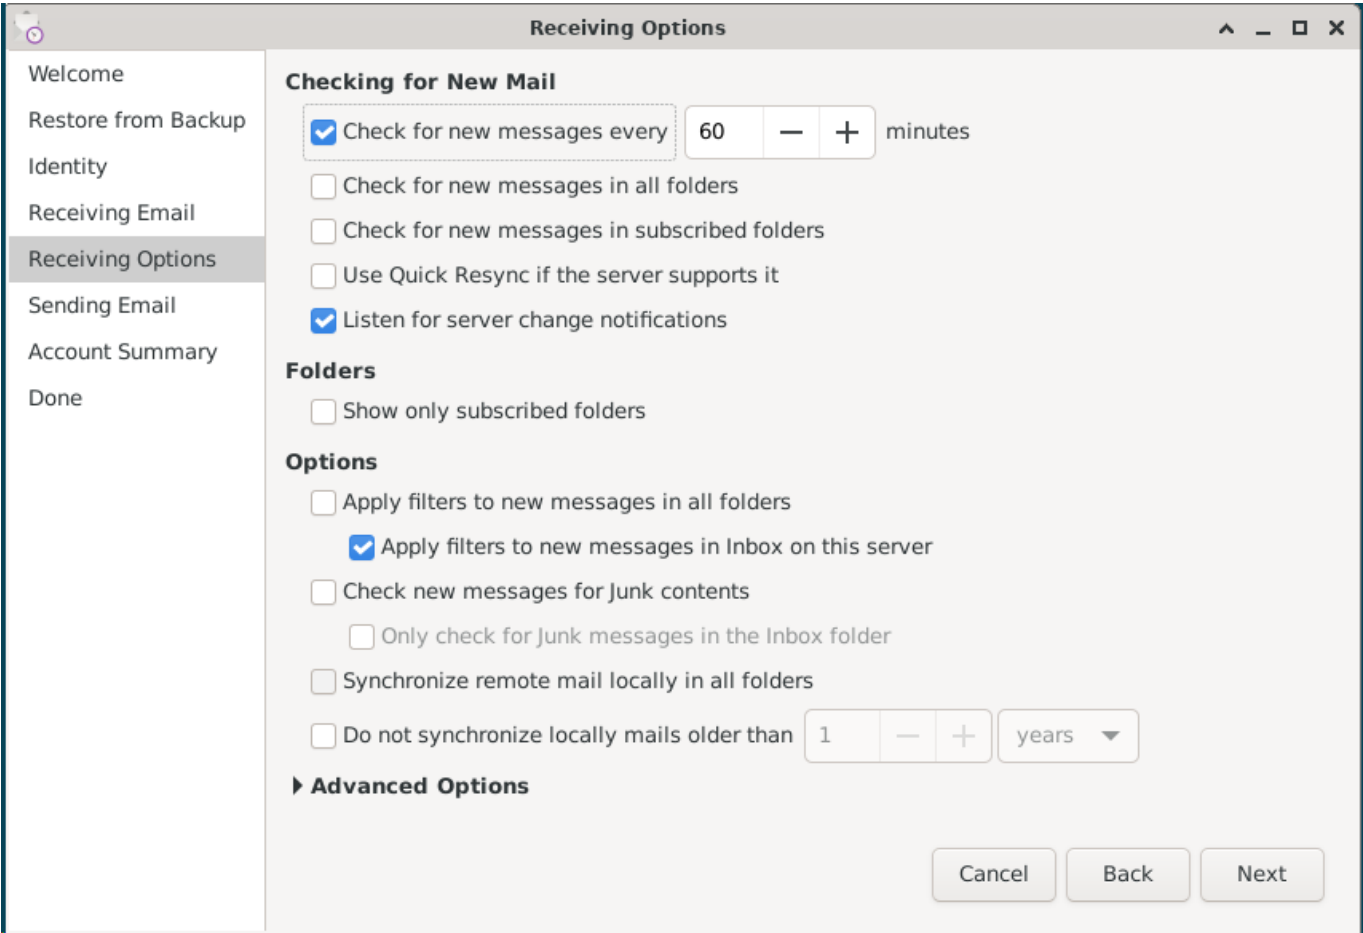 Receiving Options
Welcome
Restore from Backup
Identity
Receiving Email
Receiving Options
Sending Email
Account Summary
Done
Checking for New Mail
Check for new messages every 60 minutes
Check for new messages in all folders
Check for new messages in subscribed folders
Use Quick Resync if the server supports it
Listen for server change notifications
Folders
Show only subscribed folders
Options
Apply filters to new messages in all folders
Apply filters to new messages in Inbox on this server
Check new messages for Junk contents
Only check for Junk messages in the Inbox folder
Synchronize remote mail locally in all folders
Do not synchronize locally mails older than 1 years
Advanced Options
Cancel Back Next